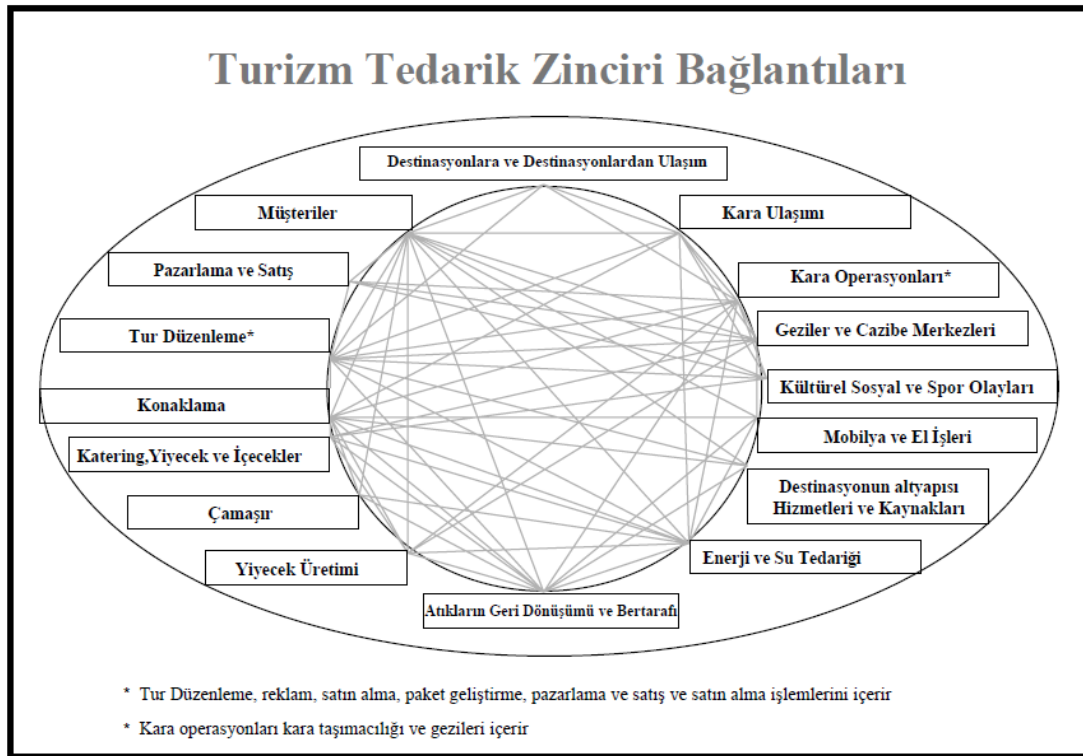 Turizm Tedarik Zinciri Bağlantıları
Destinasyonlara ve Destinasyonlardan Ulaşım
Müşteriler
Kara Ulaşımı
Pazarlama ve Satış
Kara Operasyonları*
Tur Düzenleme*
Geziler ve Cazibe Merkezleri
Kültürel Sosyal ve Spor Olayları
Konaklama
Mobilya ve El İşleri
Katering,Yiyecek ve İçecekler
Destinasyonun altyapısı
Hizmetleri ve Kaynakları
Çamaşır
Enerji ve Su Tedariği
Yiyecek Üretimi
Atıkların Geri Dönüşümü ve Bertarafı
* Tur Düzenleme, reklam, satın alma, paket geliştirme, pazarlama ve satış ve satın alma işlemlerini içerir
* Kara operasyonları kara taşımacılığı ve gezileri içerir